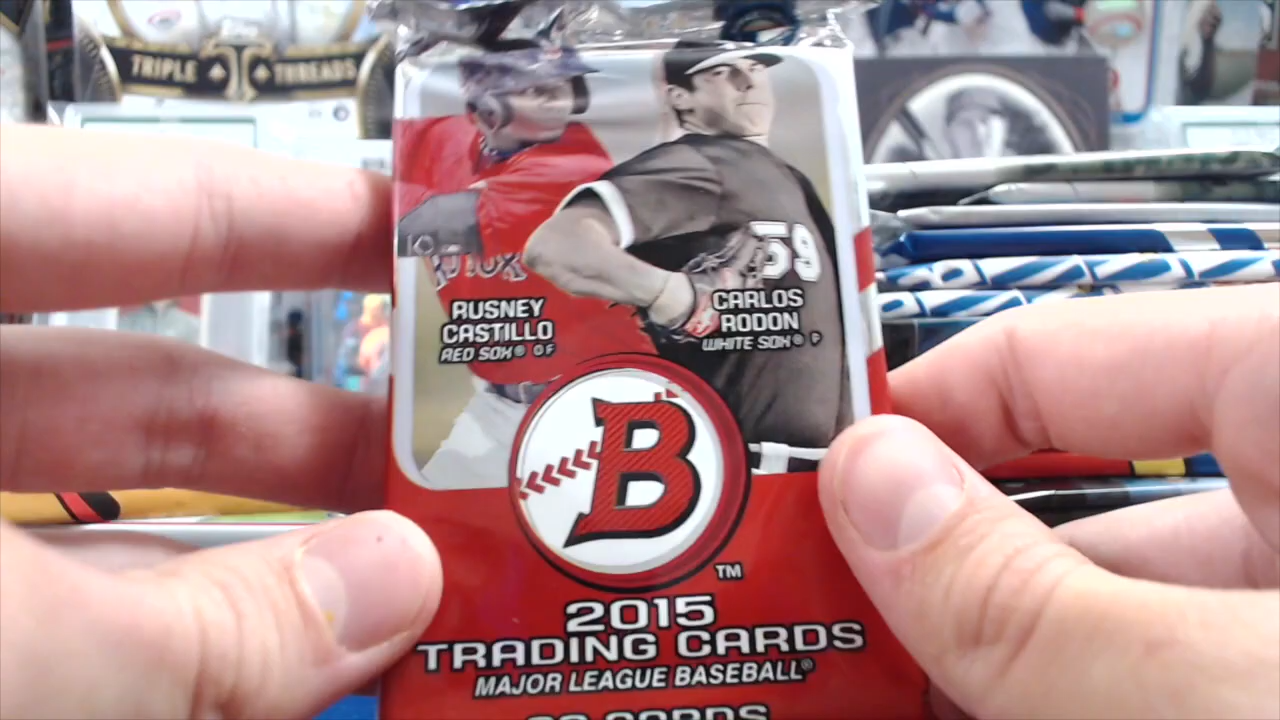 TRIPLE THREADS
59
RUSNEY
CASTILLO
RED SOX® OF
CARLOS
RODON
WHITE SOX® P
B
TM
2015
TRADING CARDS
MAJOR LEAGUE BASEBALL®
CARDS